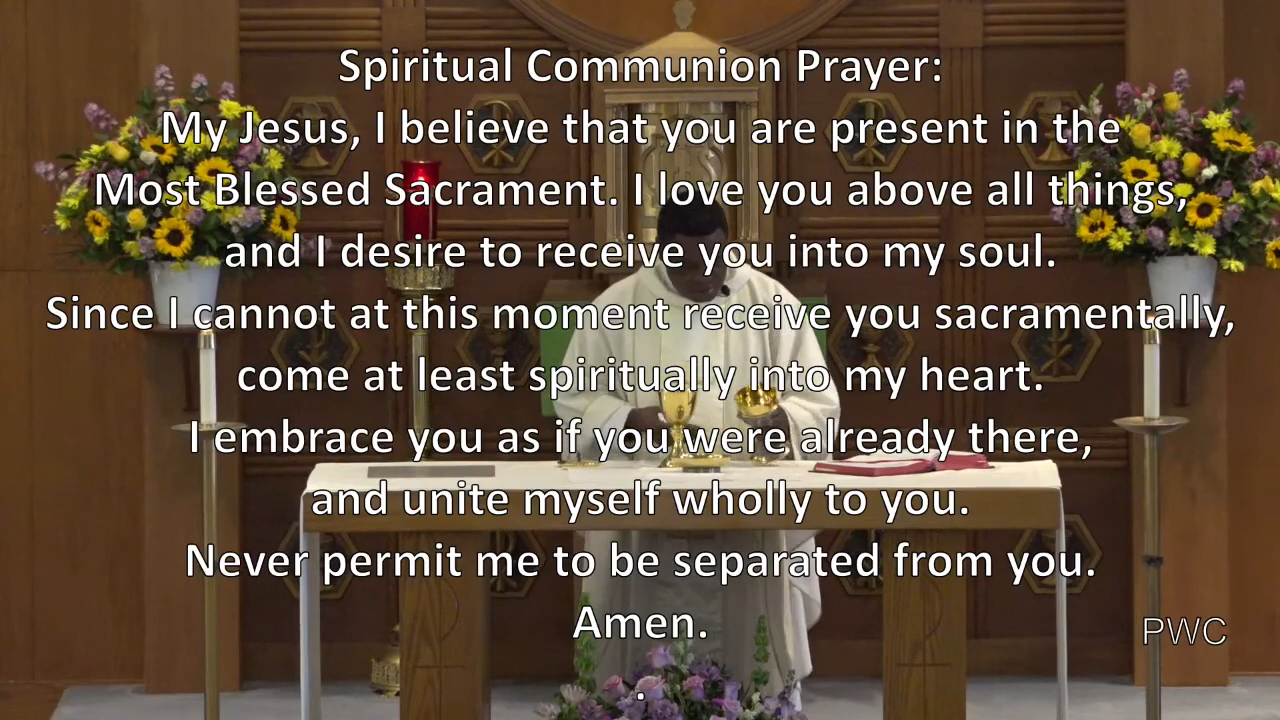 Spiritual Communion Prayer:
My Jesus, I believe that you are present in the
Most Blessed Sacrament. I love you above all things,
and I desire to receive you into my soul.
Since I cannot at this moment receive you sacramentally,
come at least spiritually into my heart.
I embrace you as if you were already there,
and unite myself wholly to you.
Never permit me to be separated from you.
Amen.
PWC
.